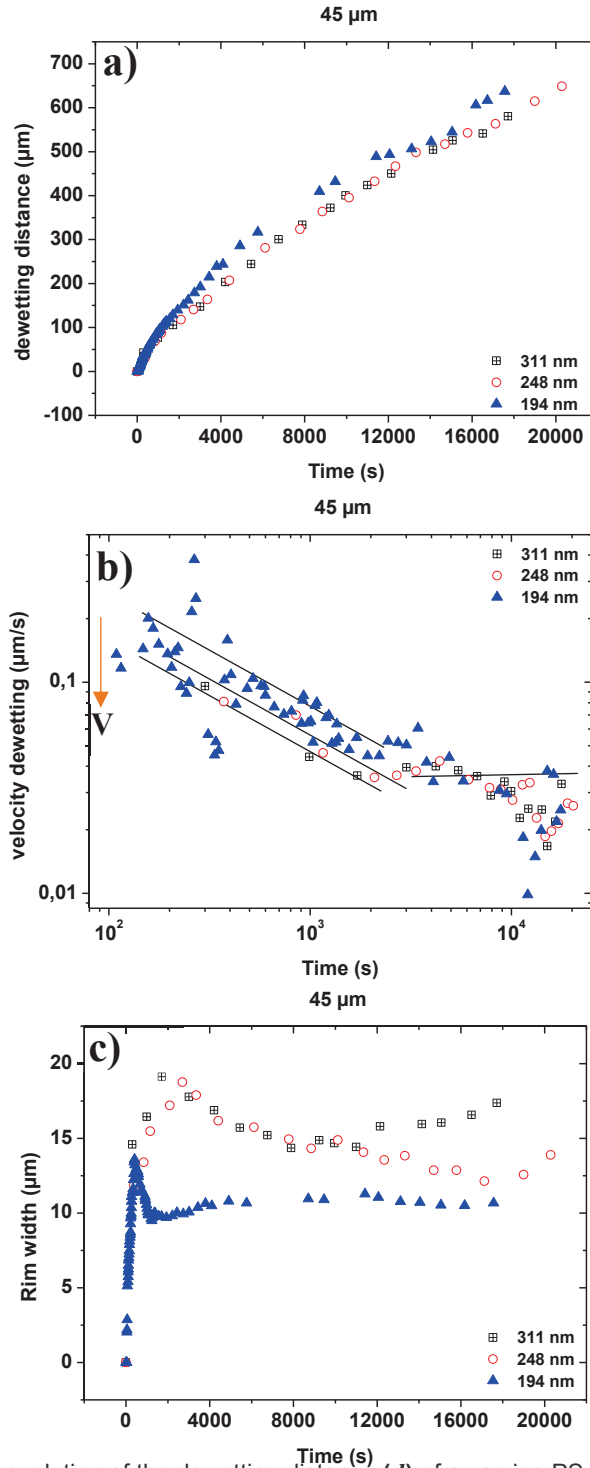 45 µm
a)
700
600
500
400
300
200
100
0
-100
dewetting distance (µm)
0 4000 8000 12000 16000 20000
Time (s)
311 nm
248 nm
194 nm
45 µm
b)
0,1
0,01
velocity dewetting (µm/s)
V
10² 10³ 10⁴
Time (s)
311 nm
248 nm
194 nm
45 µm
c)
20
15
10
5
0
Rim width (µm)
0 4000 8000 12000 16000 20000
Time (s)
311 nm
248 nm
194 nm